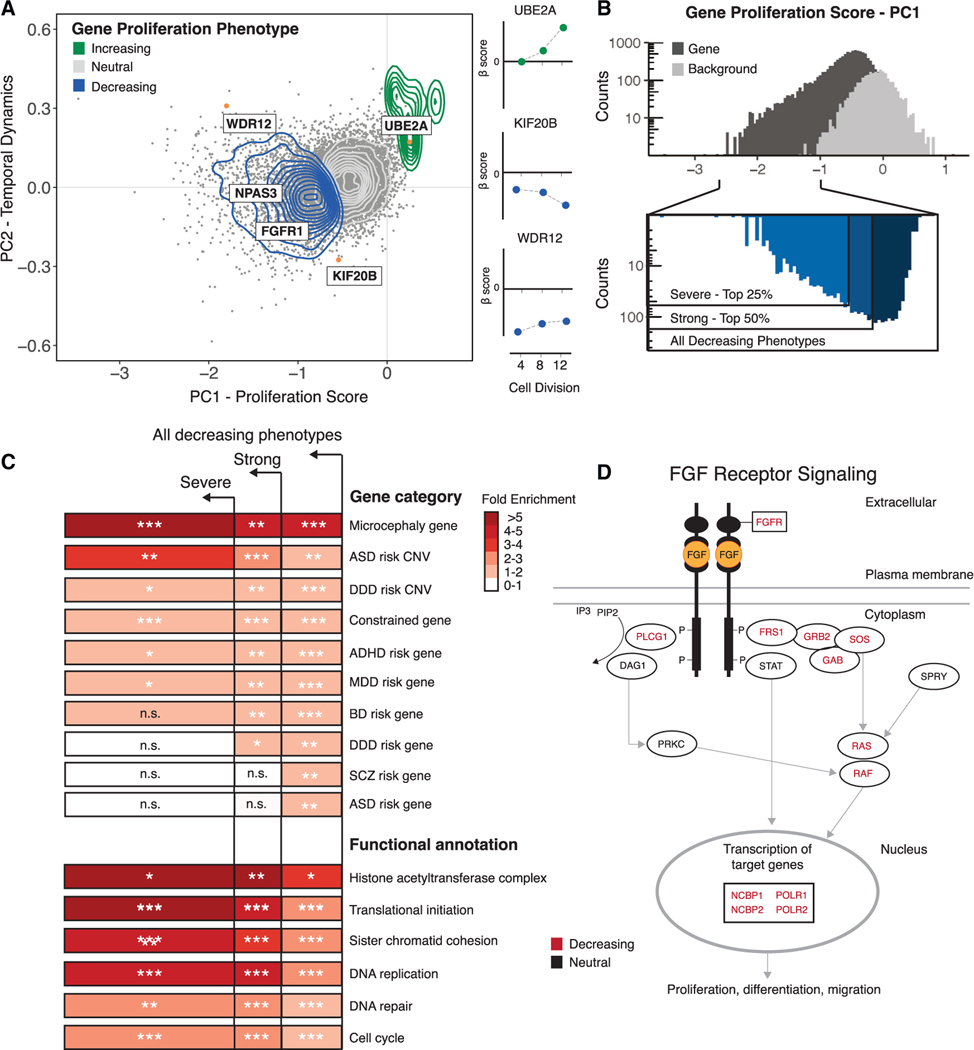 A
Gene Proliferation Phenotype
Increasing
Neutral
Decreasing
0.6
0.3
0.0
−0.3
−0.6
PC2 - Temporal Dynamics
WDR12
UBE2A
NPAS3
FGFR1
KIF20B
−3
−2
−1
0
PC1 - Proliferation Score
UBE2A
β score
0
KIF20B
β score
0
WDR12
β score
0
4 8 12
Cell Division
B
Gene Proliferation Score - PC1
1000
100
10
Counts
Gene
Background
−3 −2 −1 0 1
Counts
10
100
Severe - Top 25%
Strong - Top 50%
All Decreasing Phenotypes
C
All decreasing phenotypes
Strong
Severe
Gene category
*** ** *** Microcephaly gene
** *** ** ASD risk CNV
* ** *** DDD risk CNV
*** *** *** Constrained gene
* ** *** ADHD risk gene
* ** *** MDD risk gene
n.s. ** *** BD risk gene
n.s. * ** DDD risk gene
n.s. n.s. ** SCZ risk gene
n.s. n.s. ** ASD risk gene
Functional annotation
* ** * Histone acetyltransferase complex
*** *** *** Translational initiation
*** *** *** Sister chromatid cohesion
*** *** *** DNA replication
** *** *** DNA repair
*** *** *** Cell cycle
Fold Enrichment
>5
4-5
3-4
2-3
1-2
0-1
D
FGF Receptor Signaling
Extracellular
FGFR
FGF FGF
Plasma membrane
Cytoplasm
IP3 PIP2
PLCG1
P
P
FRS1
GRB2
SOS
DAG1
P
P
STAT
GAB
SPRY
PRKC
RAS
RAF
Transcription of
target genes
Nucleus
NCBP1 POLR1
NCBP2 POLR2
Decreasing
Neutral
Proliferation, differentiation, migration